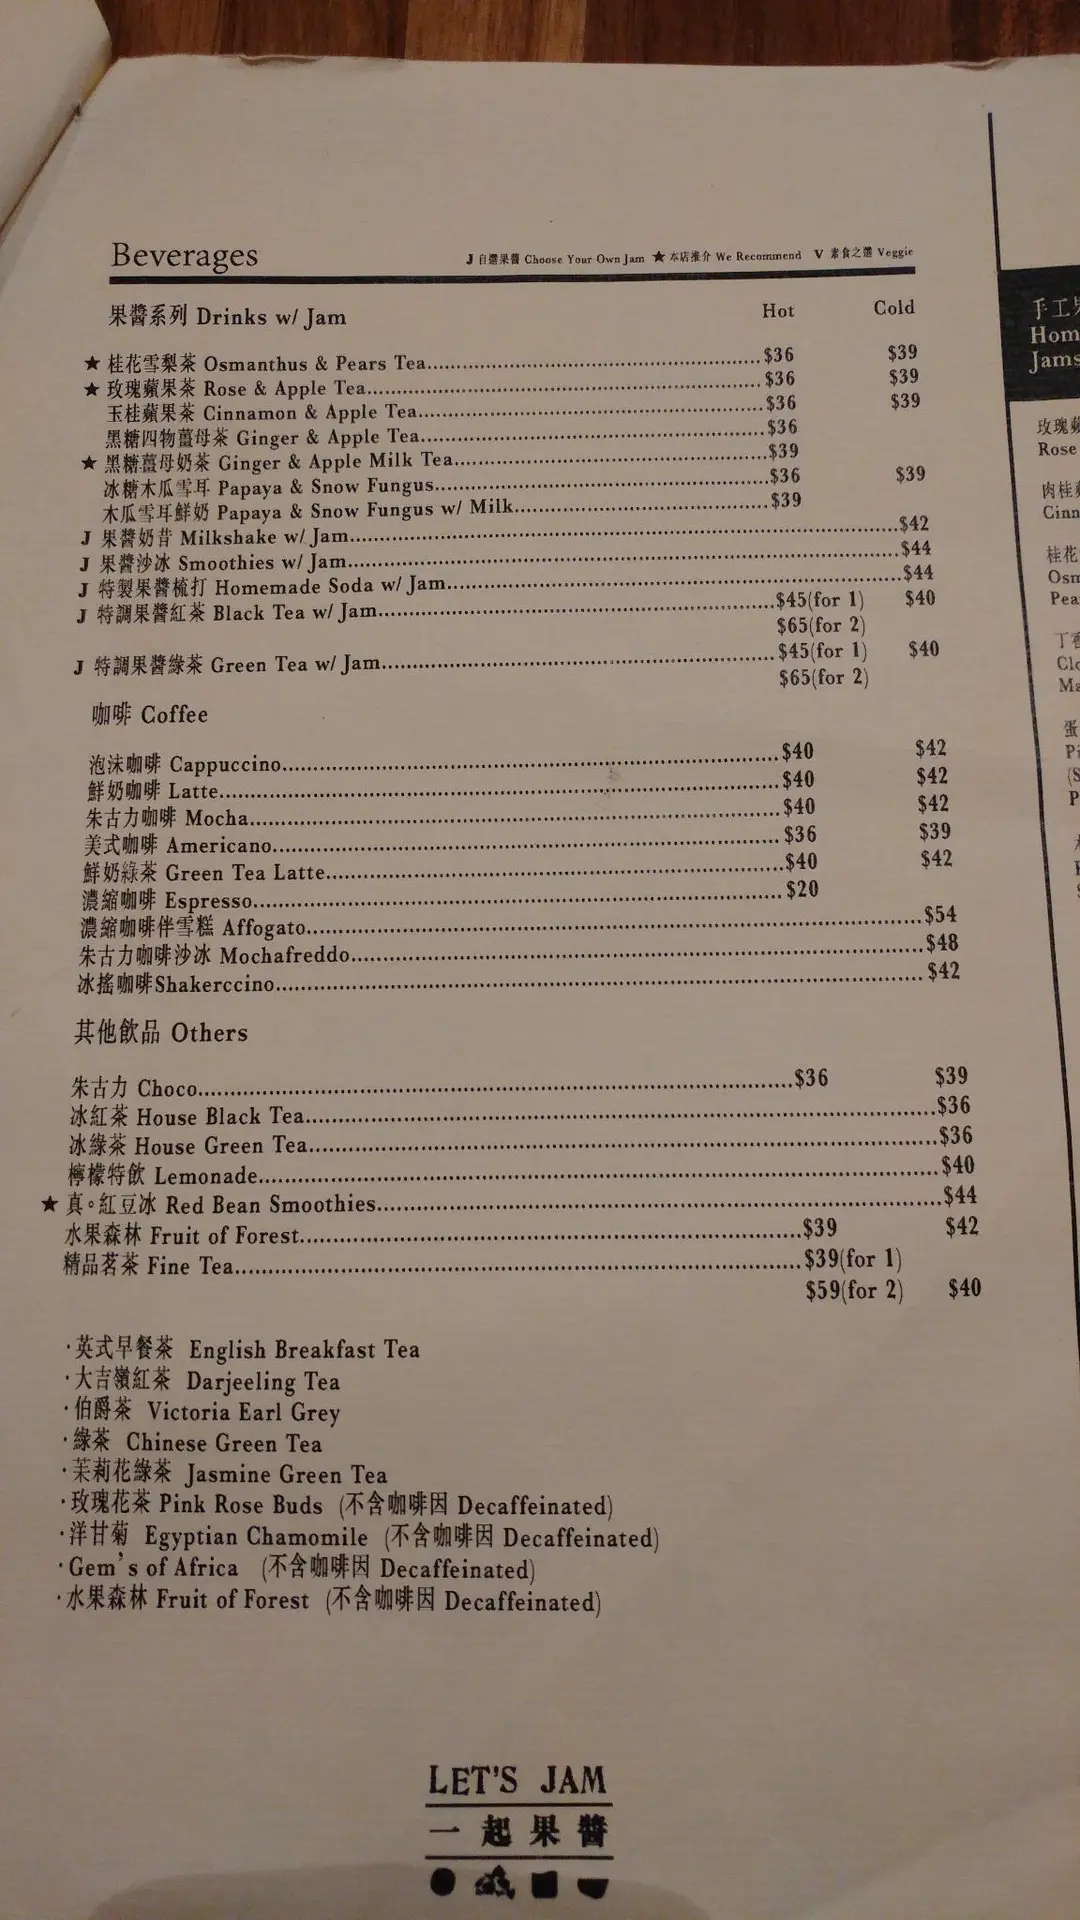 Beverages J 自選果醬 Choose Your Own Jam ★ 本店推介 We Recommend V 素食之選 Veggie
果醬系列 Drinks w/ Jam Hot Cold
★ 桂花雪梨茶 Osmanthus & Pears Tea $36 $39
★ 玫瑰蘋果茶 Rose & Apple Tea $36 $39
玉桂蘋果茶 Cinnamon & Apple Tea $36 $39
黑糖四物薑母茶 Ginger & Apple Tea $36
★ 黑糖薑母奶茶 Ginger & Apple Milk Tea $39
冰糖木瓜雪耳 Papaya & Snow Fungus $36 $39
木瓜雪耳鮮奶 Papaya & Snow Fungus w/ Milk $39
J 果醬奶昔 Milkshake w/ Jam $42
J 果醬沙冰 Smoothies w/ Jam $44
J 特製果醬梳打 Homemade Soda w/ Jam $44
J 特調果醬紅茶 Black Tea w/ Jam $45(for 1) $40
$65(for 2)
J 特調果醬綠茶 Green Tea w/ Jam $45(for 1) $40
$65(for 2)
咖啡 Coffee
泡沫咖啡 Cappuccino $40 $42
鮮奶咖啡 Latte $40 $42
朱古力咖啡 Mocha $40 $42
美式咖啡 Americano $36 $39
鮮奶綠茶 Green Tea Latte $40 $42
濃縮咖啡 Espresso $20
濃縮咖啡伴雪糕 Affogato $54
朱古力咖啡沙冰 Mochafreddo $48
冰搖咖啡Shakerccino $42
其他飲品 Others
朱古力 Choco $36 $39
冰紅茶 House Black Tea $36
冰綠茶 House Green Tea $36
檸檬特飲 Lemonade $40
★ 真。紅豆冰 Red Bean Smoothies $44
水果森林 Fruit of Forest $39 $42
精品茗茶 Fine Tea $39(for 1)
$59(for 2) $40
·英式早餐茶 English Breakfast Tea
·大吉嶺紅茶 Darjeeling Tea
·伯爵茶 Victoria Earl Grey
·綠茶 Chinese Green Tea
·茉莉花綠茶 Jasmine Green Tea
·玫瑰花茶 Pink Rose Buds (不含咖啡因 Decaffeinated)
·洋甘菊 Egyptian Chamomile (不含咖啡因 Decaffeinated)
·Gem's of Africa (不含咖啡因 Decaffeinated)
·水果森林 Fruit of Forest (不含咖啡因 Decaffeinated)
LET'S JAM
一起果醬
手工
Jams
玫瑰
Rose
肉桂
桂花